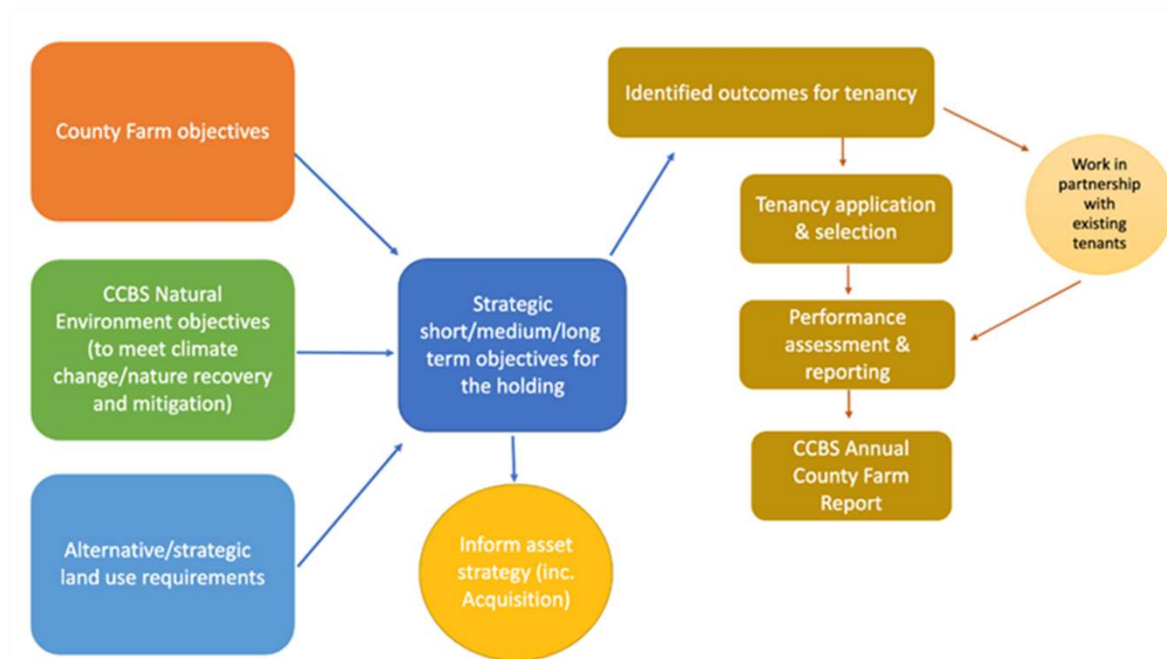 County Farm objectives
CCBS Natural
Environment objectives
(to meet climate
change/nature recovery
and mitigation)
Alternative/strategic
land use requirements
Strategic
short/medium/long
term objectives for
the holding
Inform asset
strategy (inc.
Acquisition)
Identified outcomes for tenancy
Tenancy application
& selection
Performance
assessment &
reporting
CCBS Annual
County Farm
Report
Work in
partnership
with
existing
tenants